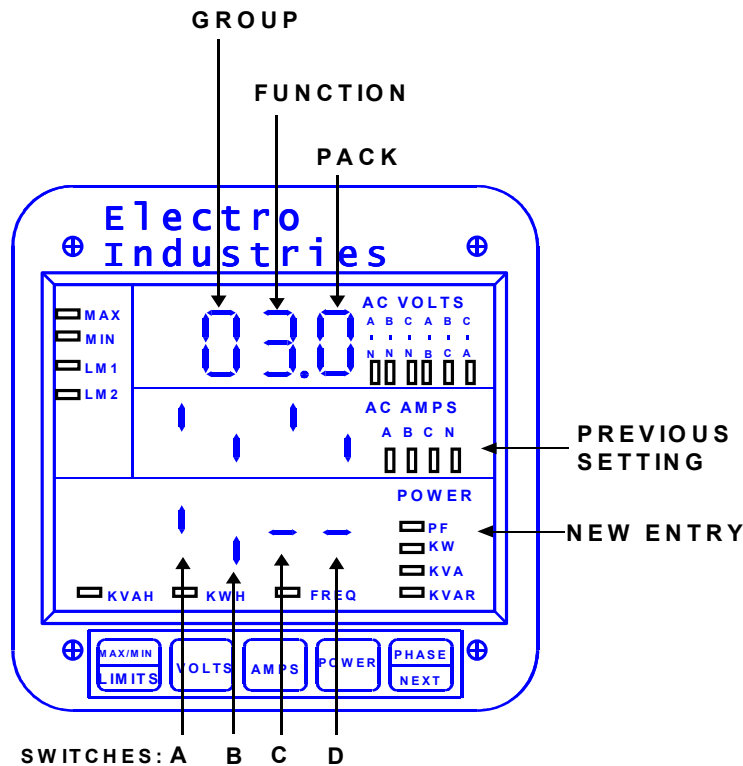 GROUP
FUNCTION
PACK
Electro
Industries
MAX
MIN
LM1
LM2
03.0
AC VOLTS
A B C A B C
- - - - - -
N N N B C A
AC AMPS
A B C N
PREVIOUS
SETTING
POWER
PF
KW
KVA
KVAR
NEW ENTRY
KVAH
KWH
FREQ
MAX/MIN
LIMITS
VOLTS
AMPS
POWER
PHASE
NEXT
SWITCHES: A B C D